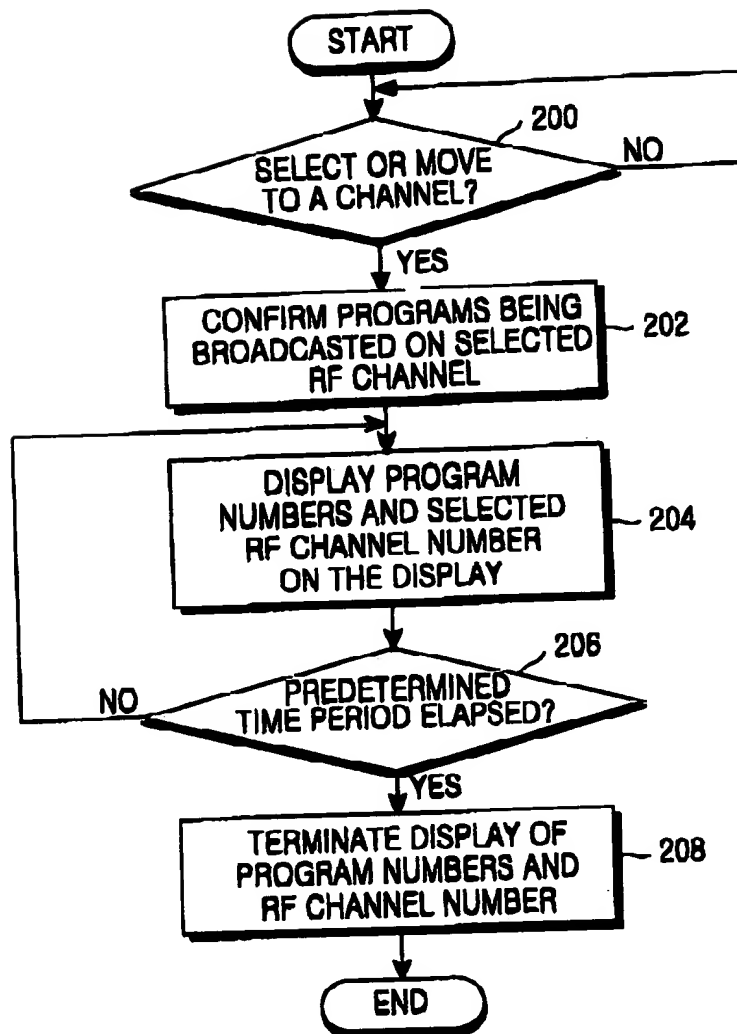 START
200
SELECT OR MOVE
TO A CHANNEL?
NO
YES
CONFIRM PROGRAMS BEING
BROADCASTED ON SELECTED
RF CHANNEL
202
DISPLAY PROGRAM
NUMBERS AND SELECTED
RF CHANNEL NUMBER
ON THE DISPLAY
204
206
PREDETERMINED
TIME PERIOD ELAPSED?
NO
YES
TERMINATE DISPLAY OF
PROGRAM NUMBERS AND
RF CHANNEL NUMBER
208
END